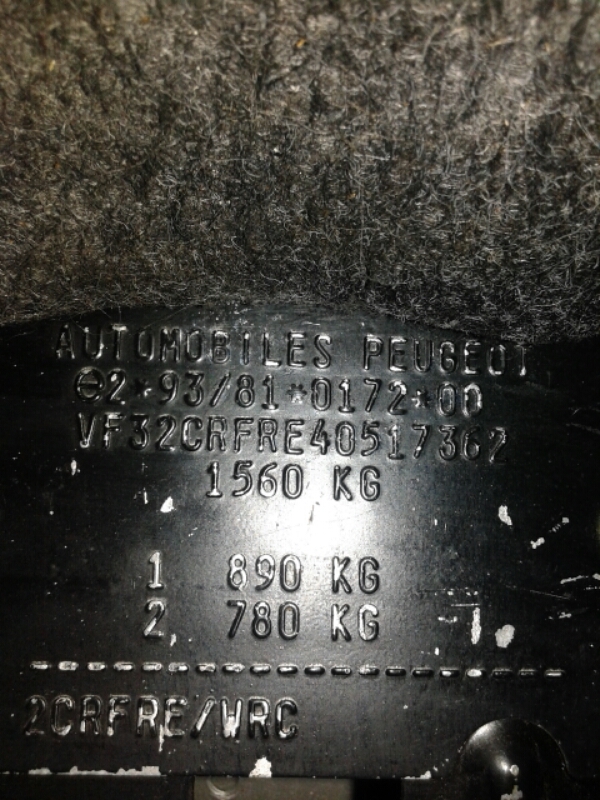 AUTOMOBILES PEUGEOT
e2*93/81*0172*00
VF32CRFRE40517362
1560 KG
1 890 KG
2 780 KG
2CRFRE/WRC